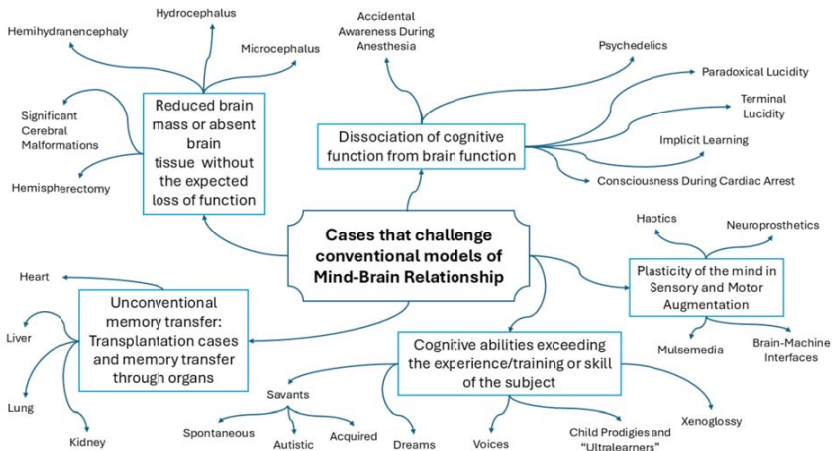 Hemihydranencephaly
Hydrocephalus
Microcephalus
Significant
Cerebral
Malformations
Hemispherectomy
Reduced brain
mass or absent
brain
tissue without
the expected
loss of function
Accidental
Awareness During
Anesthesia
Psychedelics
Paradoxical Lucidity
Terminal
Lucidity
Implicit Learning
Consciousness During Cardiac Arrest
Dissociation of cognitive
function from brain function
Cases that challenge
conventional models of
Mind-Brain Relationship
Haptics
Neuroprosthetics
Plasticity of the mind in
Sensory and Motor
Augmentation
Mulsemedia
Brain-Machine
Interfaces
Heart
Liver
Lung
Kidney
Unconventional
memory transfer:
Transplantation cases
and memory transfer
through organs
Cognitive abilities exceeding
the experience/training or skill
of the subject
Savants
Spontaneous
Autistic
Acquired
Dreams
Voices
Child Prodigies and
“Ultralearners”
Xenoglossy